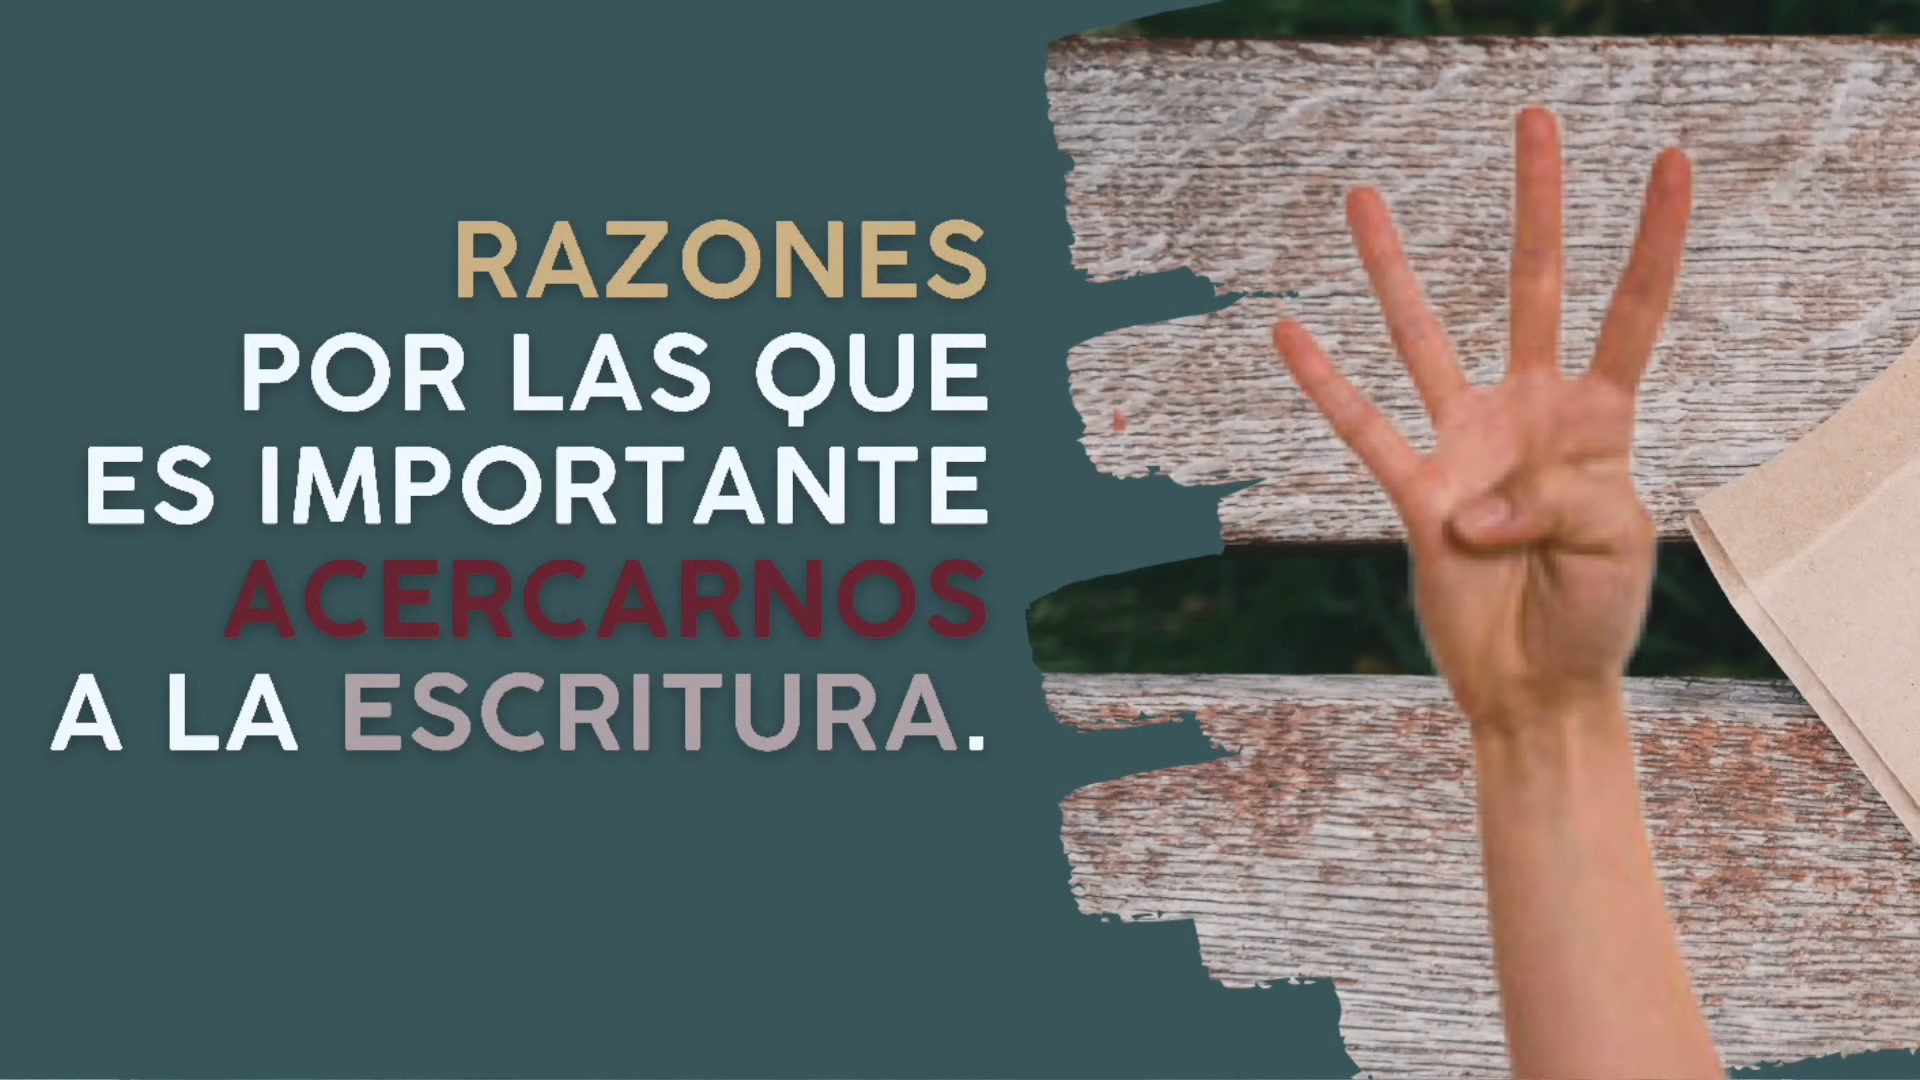 RAZONES
POR LAS QUE
ES IMPORTANTE
ACERCARNOS
A LA ESCRITURA.